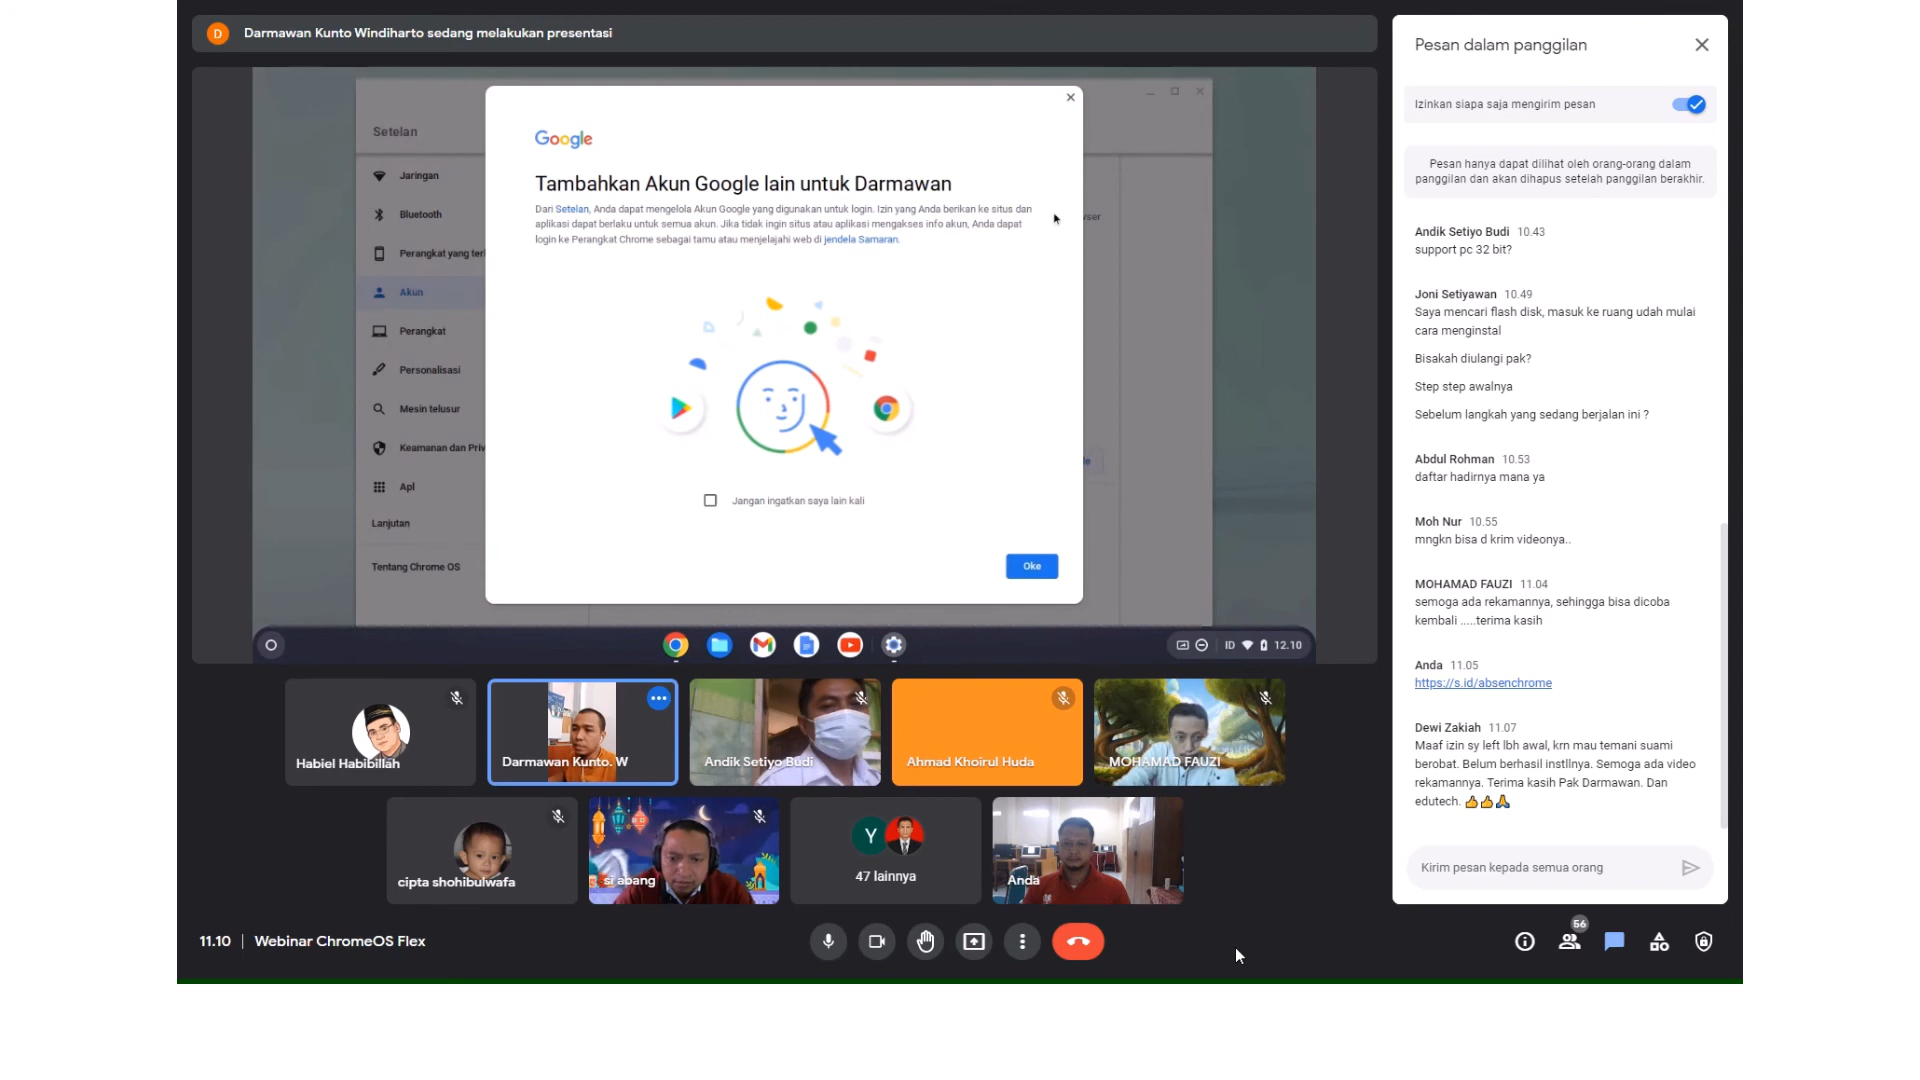 D
Darmawan Kunto Windiharto sedang melakukan presentasi
Setelan
Jaringan
Bluetooth
Perangkat yang ter
Akun
Perangkat
Personalisasi
Mesin telusur
Keamanan dan Priv
Apl
Lanjutan
Tentang Chrome OS
Google
Tambahkan Akun Google lain untuk Darmawan
Dari Setelan, Anda dapat mengelola Akun Google yang digunakan untuk login. Izin yang Anda berikan ke situs dan
aplikasi dapat berlaku untuk semua akun. Jika tidak ingin situs atau aplikasi mengakses info akun, Anda dapat
login ke Perangkat Chrome sebagai tamu atau menjelajahi web di jendela Samaran.
Jangan ingatkan saya lain kali
Oke
ID 12.10
Habiel Habibillah
Darmawan Kunto. W
Andik Setiyo Budi
Ahmad Khoirul Huda
MOHAMAD FAUZI
cipta shohibulwafa
si abang
Y
47 lainnya
Anda
11.10 | Webinar ChromeOS Flex
56
Pesan dalam panggilan
Izinkan siapa saja mengirim pesan
Pesan hanya dapat dilihat oleh orang-orang dalam
panggilan dan akan dihapus setelah panggilan berakhir.
Andik Setiyo Budi 10.43
support pc 32 bit?
Joni Setiyawan 10.49
Saya mencari flash disk, masuk ke ruang udah mulai
cara menginstal
Bisakah diulangi pak?
Step step awalnya
Sebelum langkah yang sedang berjalan ini ?
Abdul Rohman 10.53
daftar hadirnya mana ya
Moh Nur 10.55
mngkn bisa d krim videonya..
MOHAMAD FAUZI 11.04
semoga ada rekamannya, sehingga bisa dicoba
kembali .....terima kasih
Anda 11.05
https://s.id/absenchrome
Dewi Zakiah 11.07
Maaf izin sy left lbh awal, krn mau temani suami
berobat. Belum berhasil instllnya. Semoga ada video
rekamannya. Terima kasih Pak Darmawan. Dan
edutech. 👍👍🙏
Kirim pesan kepada semua orang